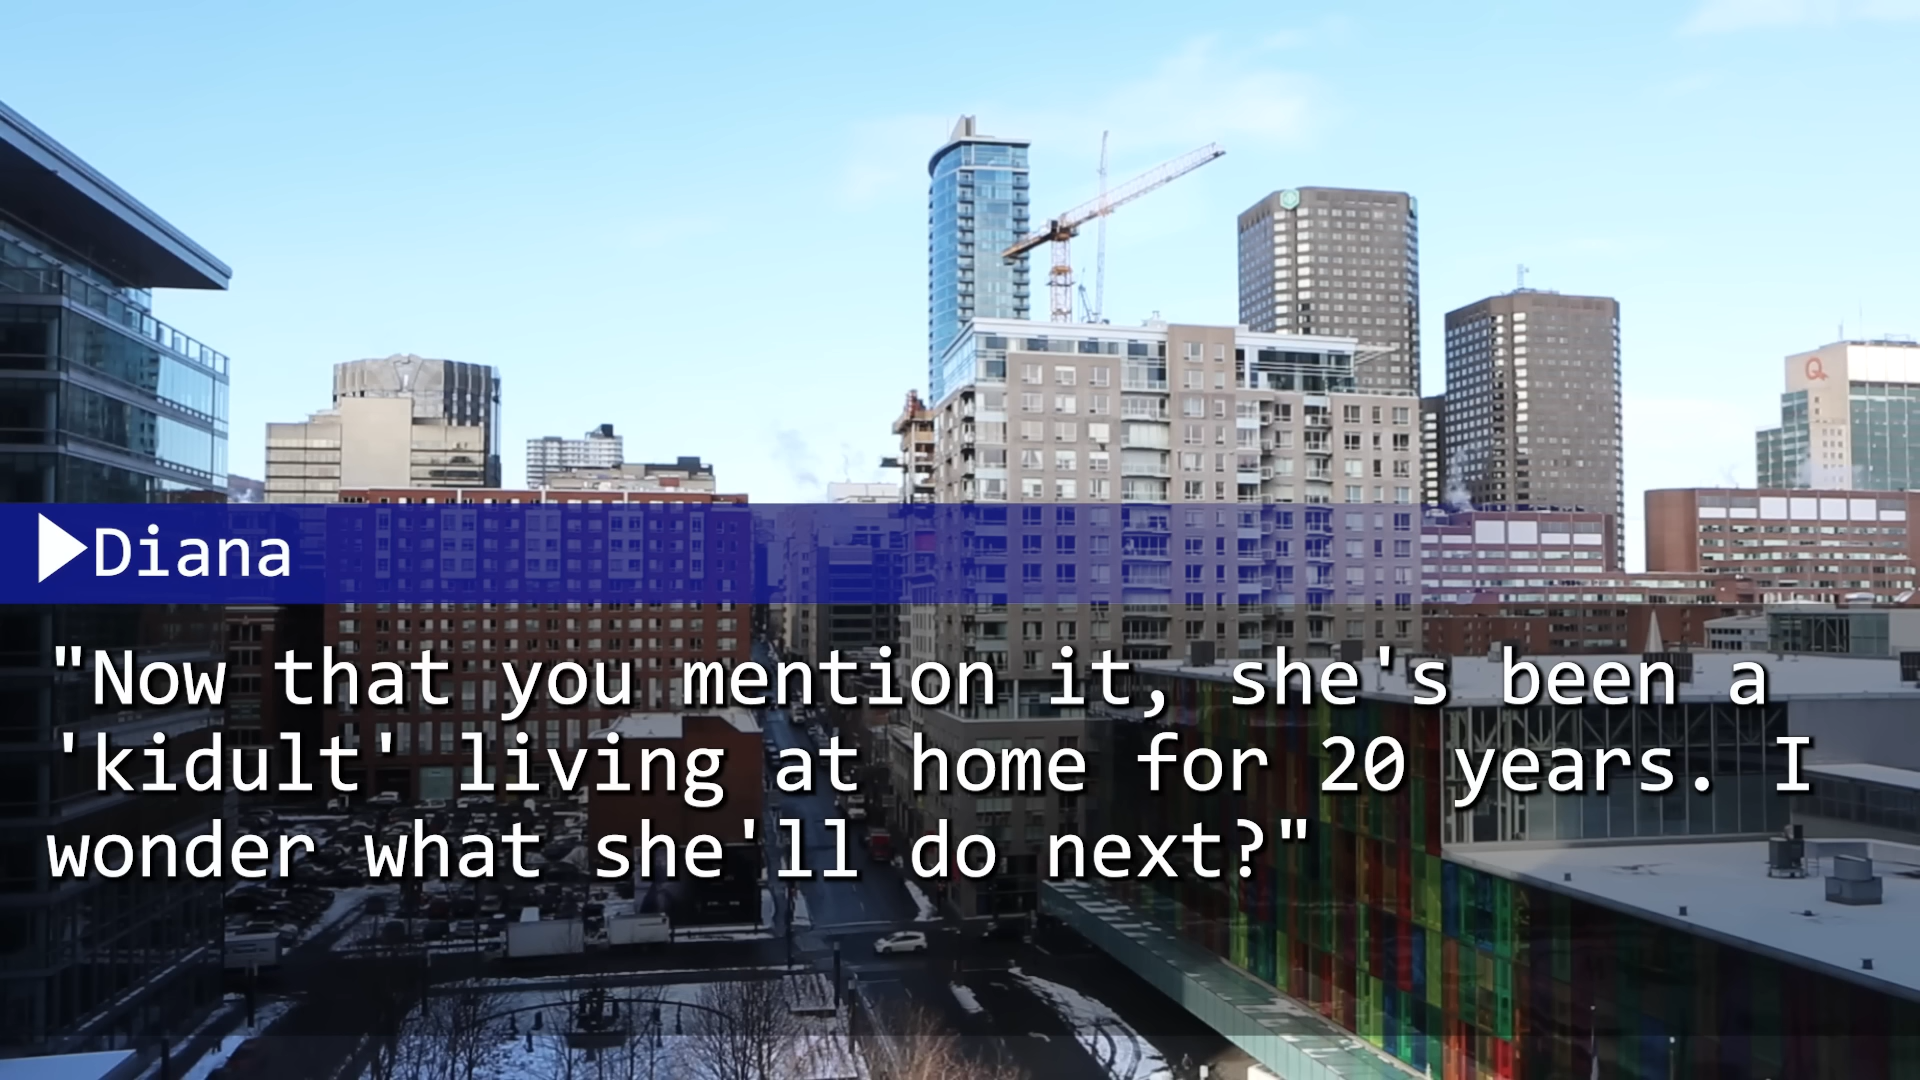 Diana
"Now that you mention it, she's been a
'kidult' living at home for 20 years. I
wonder what she'll do next?"